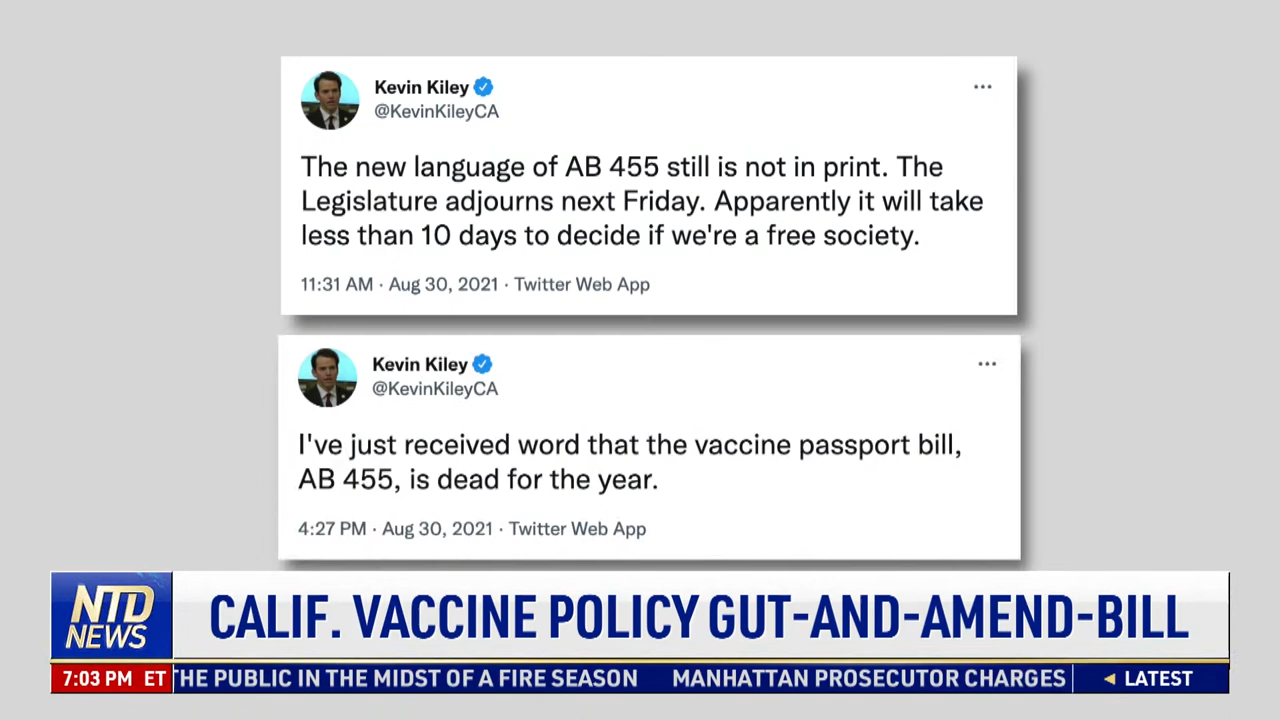 Kevin Kiley
@KevinKileyCA
The new language of AB 455 still is not in print. The
Legislature adjourns next Friday. Apparently it will take
less than 10 days to decide if we're a free society.
11:31 AM · Aug 30, 2021 · Twitter Web App
Kevin Kiley
@KevinKileyCA
I've just received word that the vaccine passport bill,
AB 455, is dead for the year.
4:27 PM · Aug 30, 2021 · Twitter Web App
NTD
NEWS
CALIF. VACCINE POLICY GUT-AND-AMEND-BILL
7:03 PM ET THE PUBLIC IN THE MIDST OF A FIRE SEASON MANHATTAN PROSECUTOR CHARGES LATEST